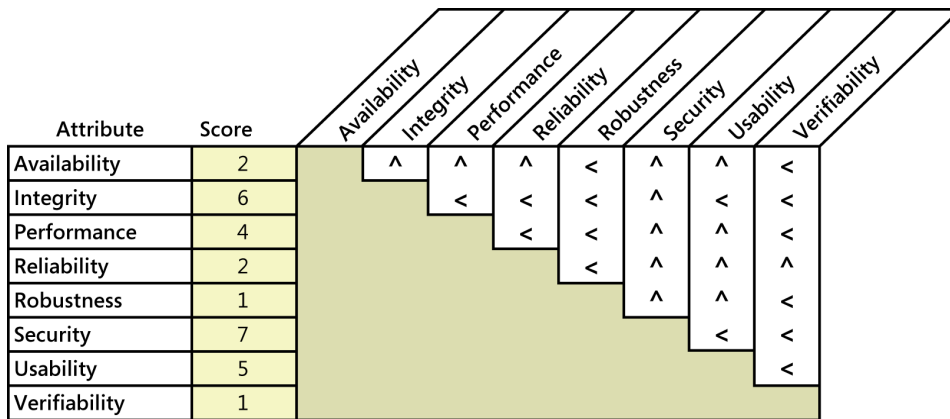 Availability
Integrity
Performance
Reliability
Robustness
Security
Usability
Verifiability
Attribute Score
Availability 2 ^ ^ ^ < ^ ^ <
Integrity 6 < < < ^ < <
Performance 4 < < ^ ^ <
Reliability 2 < ^ ^ ^
Robustness 1 ^ ^ <
Security 7 < <
Usability 5 <
Verifiability 1